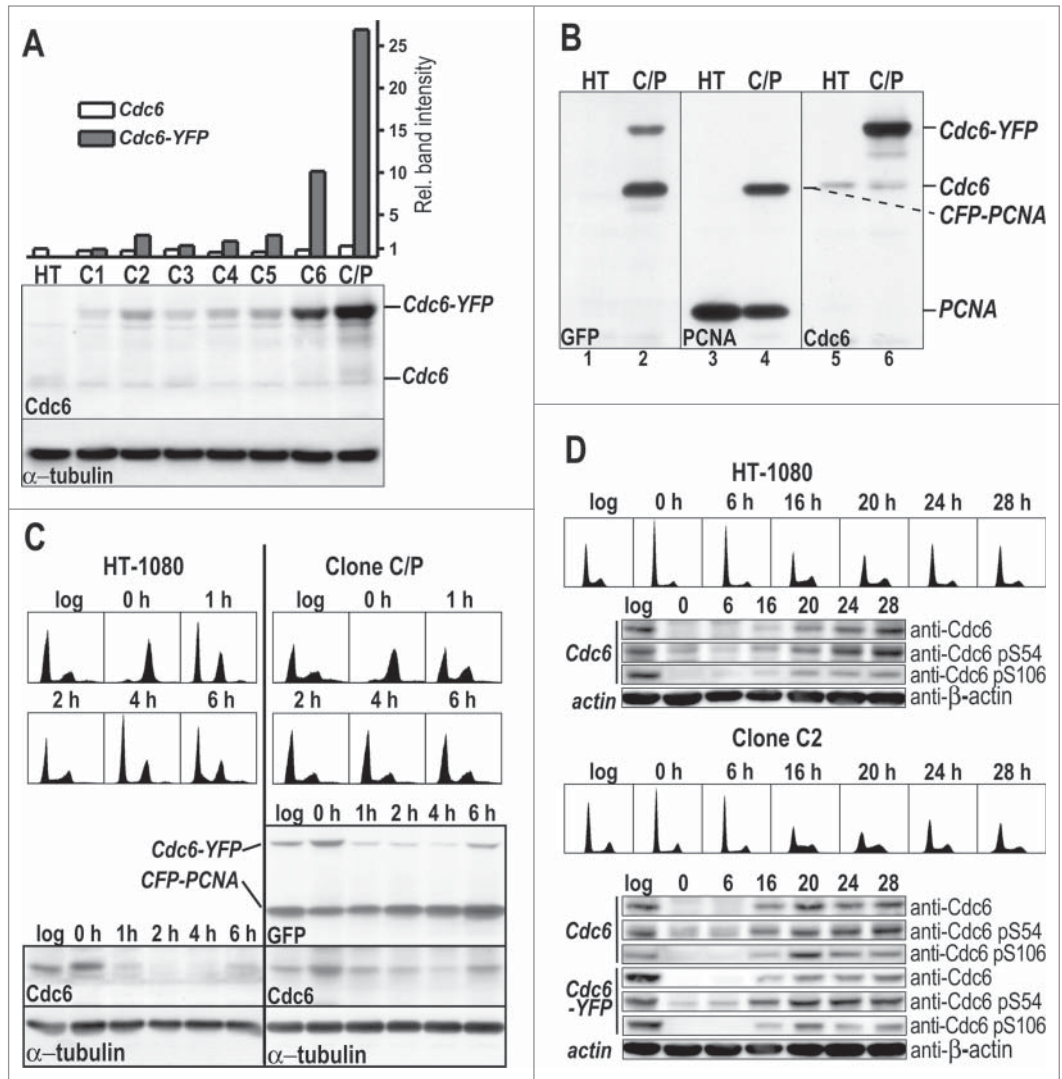 A
Cdc6
Cdc6-YFP
25
20
15
10
5
1
Rel. band intensity
HT C1 C2 C3 C4 C5 C6 C/P
Cdc6-YFP
Cdc6
Cdc6
α-tubulin
B
HT C/P HT C/P HT C/P
Cdc6-YFP
Cdc6
CFP-PCNA
PCNA
GFP PCNA Cdc6
1 2 3 4 5 6
C
HT-1080
log 0 h 1 h
2 h 4 h 6 h
Clone C/P
log 0 h 1 h
2 h 4 h 6 h
log 0 h 1h 2 h 4 h 6 h
Cdc6-YFP
CFP-PCNA
GFP
log 0 h 1h 2 h 4 h 6 h
Cdc6
Cdc6
α-tubulin
α-tubulin
D
HT-1080
log 0 h 6 h 16 h 20 h 24 h 28 h
log 0 6 16 20 24 28
Cdc6
anti-Cdc6
anti-Cdc6 pS54
anti-Cdc6 pS106
actin
anti-β-actin
Clone C2
log 0 h 6 h 16 h 20 h 24 h 28 h
log 0 6 16 20 24 28
Cdc6
anti-Cdc6
anti-Cdc6 pS54
anti-Cdc6 pS106
Cdc6
-YFP
anti-Cdc6
anti-Cdc6 pS54
anti-Cdc6 pS106
actin
anti-β-actin